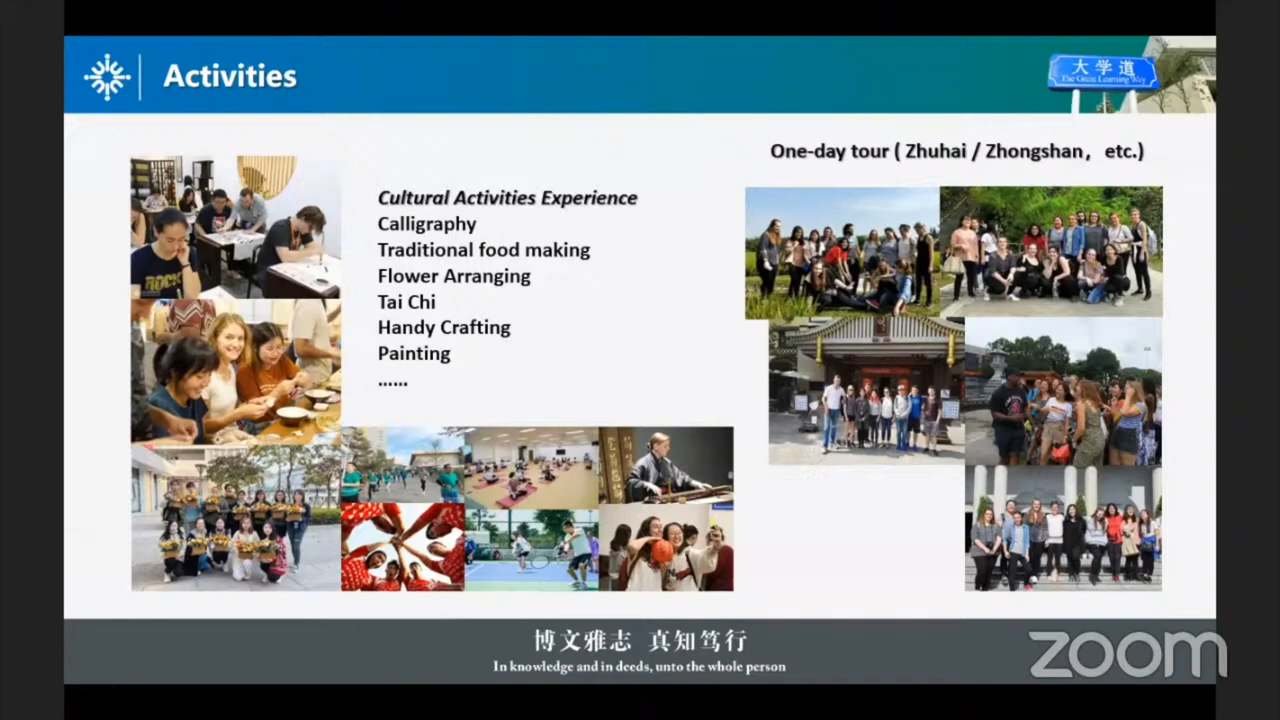 Activities
大学道
The Great Learning Way
One-day tour ( Zhuhai / Zhongshan，etc.)
Cultural Activities Experience
Calligraphy
Traditional food making
Flower Arranging
Tai Chi
Handy Crafting
Painting
……
ROCK
博文雅志 真知笃行
In knowledge and in deeds, unto the whole person
zoom